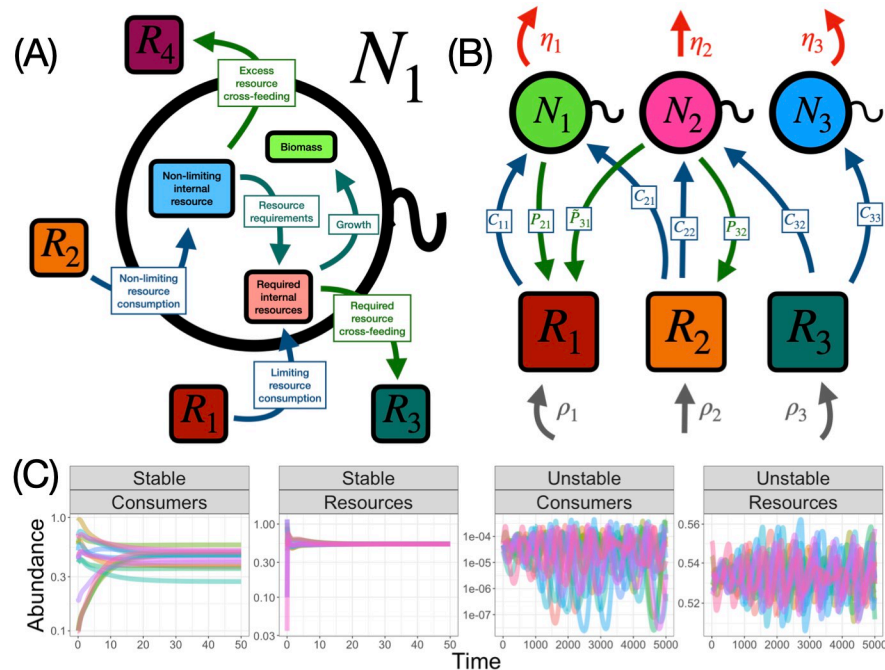 (A)
R₄
N₁
Excess
resource
cross-feeding
Biomass
Non-limiting
internal
resource
Resource
requirements
Growth
R₂
Non-limiting
resource
consumption
Required
internal
resources
Required
resource
cross-feeding
Limiting
resource
consumption
R₁
R₃
(B)
η₁
η₂
η₃
N₁
N₂
N₃
C₁₁
P₂₁
P̃₃₁
C₂₁
C₂₂
P₃₂
C₃₂
C₃₃
R₁
R₂
R₃
ρ₁
ρ₂
ρ₃
(C)
Stable
Consumers
Stable
Resources
Unstable
Consumers
Unstable
Resources
Abundance
1.0
0.3
0.1
0 10 20 30 40 50
1.00
0.30
0.10
0.03
0 10 20 30 40 50
1e-04
1e-05
1e-06
1e-07
0 1000 2000 3000 4000 5000
0.56
0.54
0.52
0 1000 2000 3000 4000 5000
Time